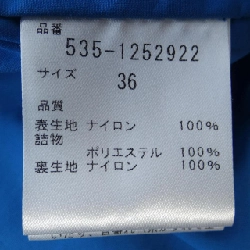 品番
535-1252922
サイズ
36
品質
表生地 ナイロン 100%
詰物
ポリエステル 100%
裏生地 ナイロン 100%